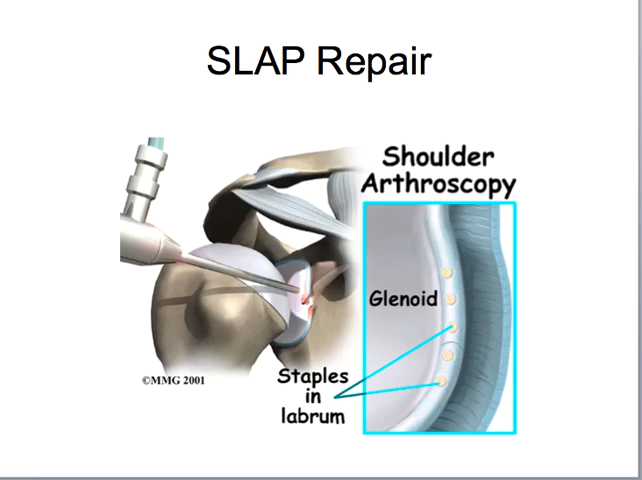 SLAP Repair
Shoulder
Arthroscopy
Glenoid
Staples
in
labrum
©MMG 2001